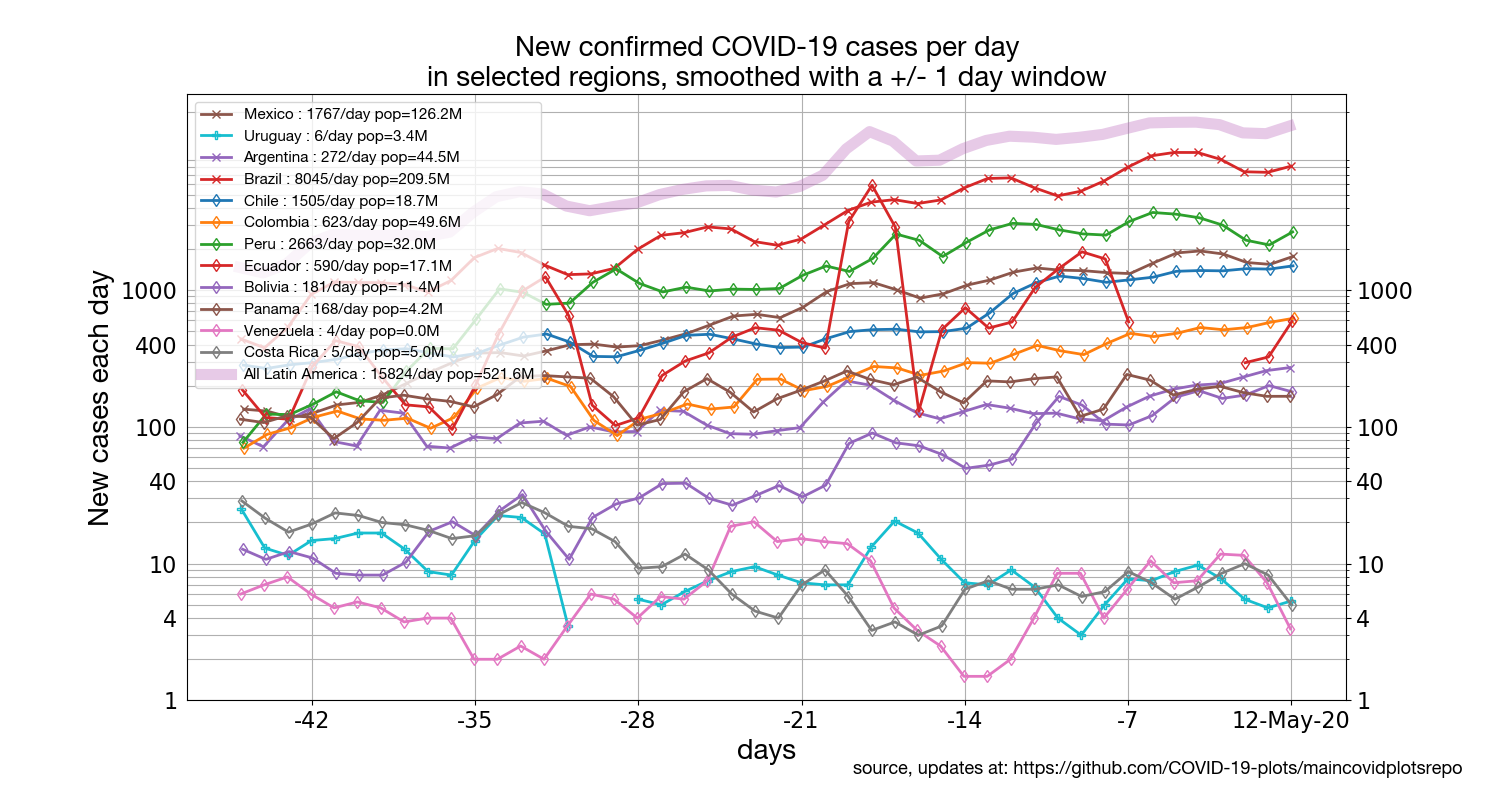 New confirmed COVID-19 cases per day
in selected regions, smoothed with a +/- 1 day window
Mexico : 1767/day pop=126.2M
Uruguay : 6/day pop=3.4M
Argentina : 272/day pop=44.5M
Brazil : 8045/day pop=209.5M
Chile : 1505/day pop=18.7M
Colombia : 623/day pop=49.6M
Peru : 2663/day pop=32.0M
Ecuador : 590/day pop=17.1M
Bolivia : 181/day pop=11.4M
Panama : 168/day pop=4.2M
Venezuela : 4/day pop=0.0M
Costa Rica : 5/day pop=5.0M
All Latin America : 15824/day pop=521.6M
New cases each day
1000
400
100
40
10
4
1
1000
400
100
40
10
4
1
-42 -35 -28 -21 -14 -7 12-May-20
days
source, updates at: https://github.com/COVID-19-plots/maincovidplotsrepo